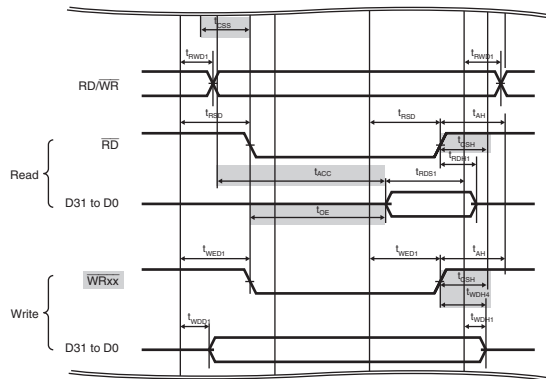 tCSS
tRWD1 tRWD1
RD/WR
tRSD tRSD tAH
RD
tCSH
tRDH1
Read
tACC tRDS1
D31 to D0
tOE
tWED1 tWED1 tAH
WRxx
tCSH
tWDH4
Write
tWDD1 tWDH1
D31 to D0